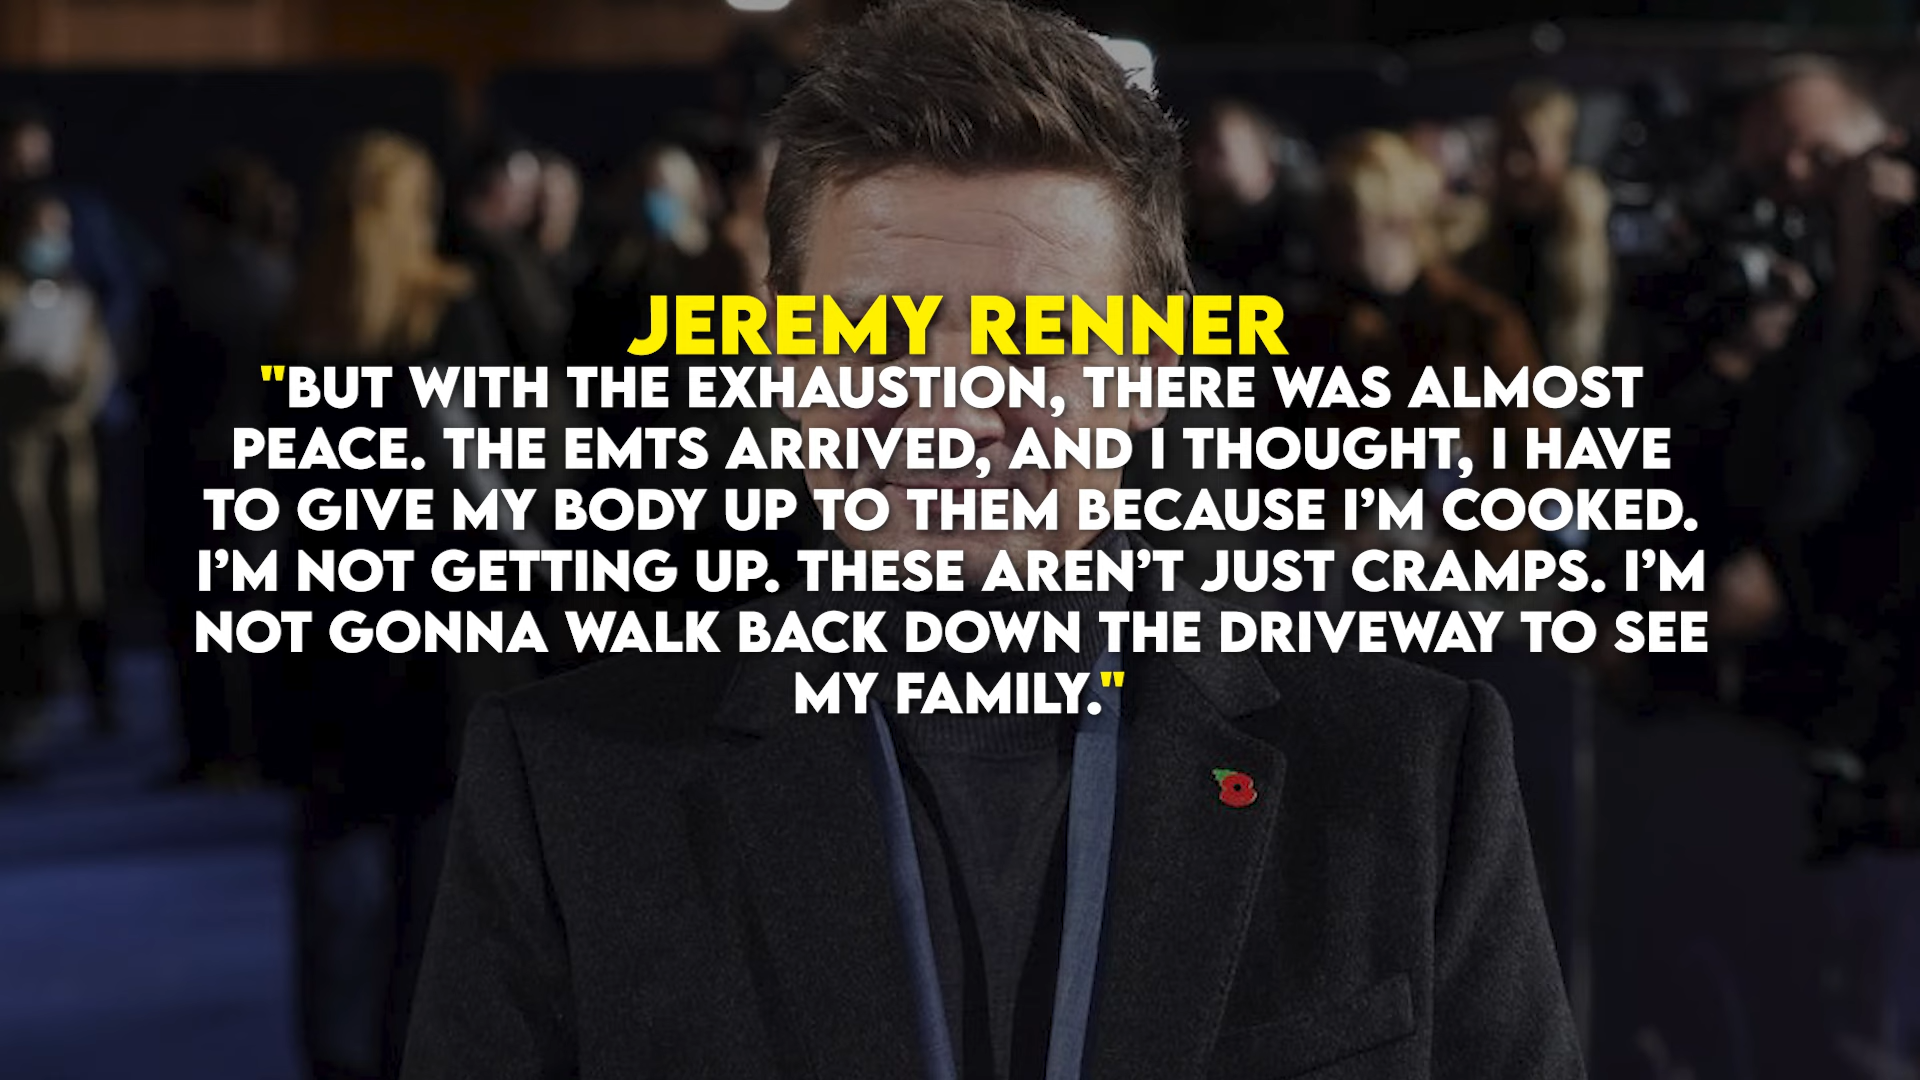 JEREMY RENNER
"BUT WITH THE EXHAUSTION, THERE WAS ALMOST
PEACE. THE EMTS ARRIVED, AND I THOUGHT, I HAVE
TO GIVE MY BODY UP TO THEM BECAUSE I’M COOKED.
I’M NOT GETTING UP. THESE AREN’T JUST CRAMPS. I’M
NOT GONNA WALK BACK DOWN THE DRIVEWAY TO SEE
MY FAMILY."